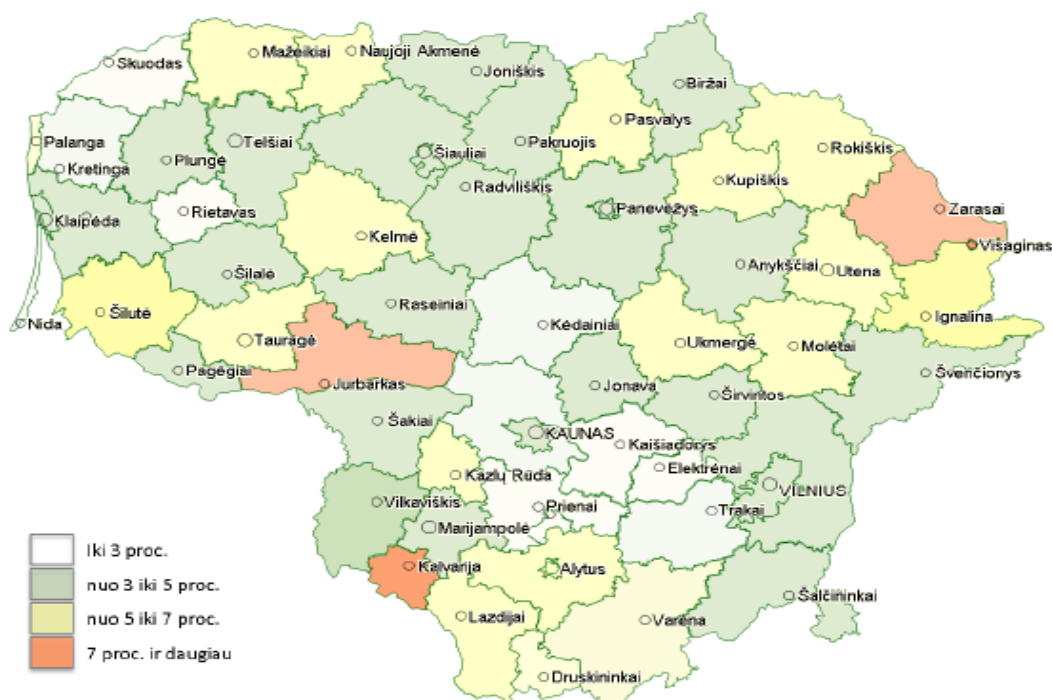 Skuodas
Mažeikiai
Naujoji Akmenė
Joniškis
Biržai
Palanga
Kretinga
Plungė
Telšiai
Šiauliai
Pakruojis
Pasvalys
Rokiškis
Kupiškis
Klaipėda
Rietavas
Kelmė
Radviliškis
Panevėžys
Zarasai
Visaginas
Šilalė
Anykščiai
Utena
Šilutė
Nida
Raseiniai
Kėdainiai
Ignalina
Tauragė
Ukmergė
Molėtai
Pagėgiai
Jurbarkas
Jonava
Širvintos
Švenčionys
Šakiai
KAUNAS
Kaišiadorys
Kazlų Rūda
Elektrėnai
VILNIUS
Vilkaviškis
Prienai
Trakai
Marijampolė
Kalvarija
Alytus
Šalčininkai
Lazdijai
Varėna
Druskininkai
Iki 3 proc.
nuo 3 iki 5 proc.
nuo 5 iki 7 proc.
7 proc. ir daugiau